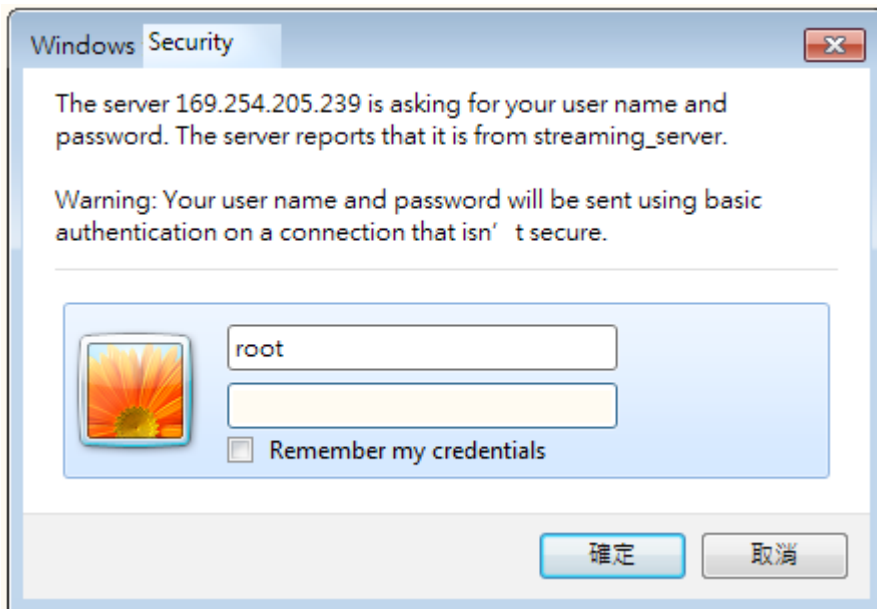 Windows Security
The server 169.254.205.239 is asking for your user name and
password. The server reports that it is from streaming_server.
Warning: Your user name and password will be sent using basic
authentication on a connection that isn’t secure.
root
Remember my credentials
確定 取消